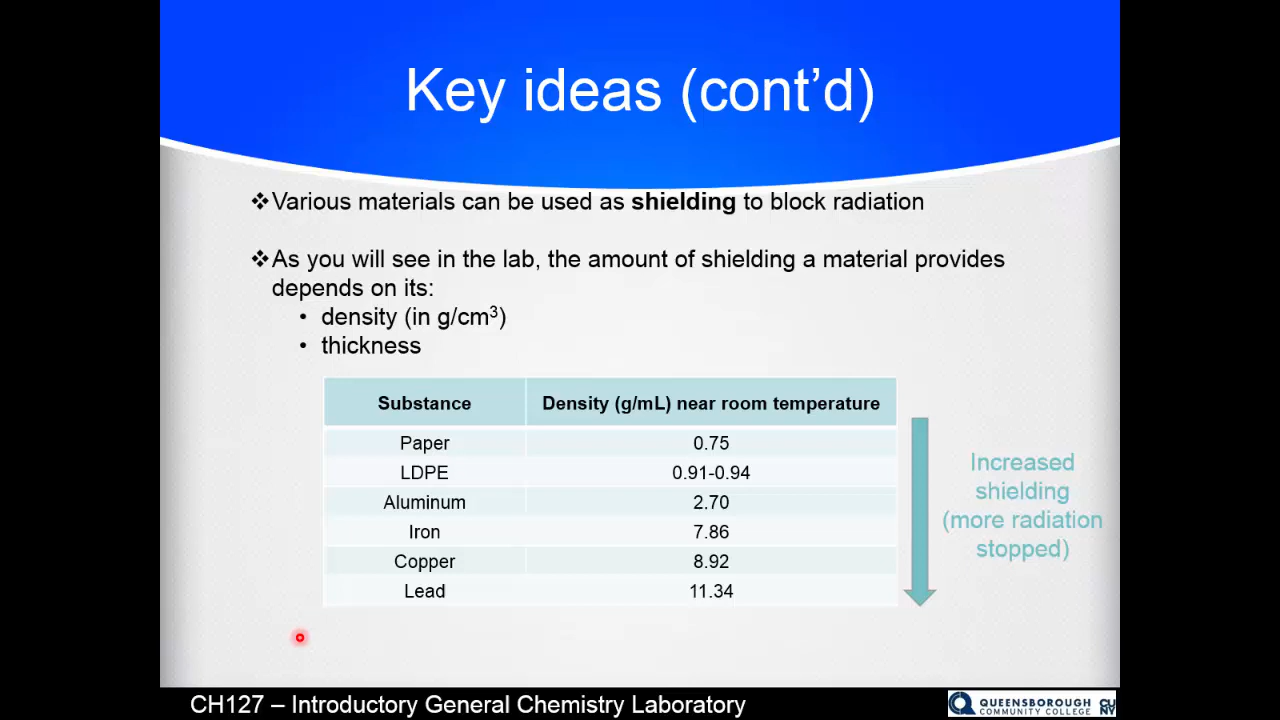 Key ideas (cont’d)
❖Various materials can be used as shielding to block radiation
❖As you will see in the lab, the amount of shielding a material provides
depends on its:
• density (in g/cm³)
• thickness
Substance Density (g/mL) near room temperature
Paper 0.75
LDPE 0.91-0.94
Aluminum 2.70
Iron 7.86
Copper 8.92
Lead 11.34
Increased
shielding
(more radiation
stopped)
CH127 – Introductory General Chemistry Laboratory
QUEENSBOROUGH
COMMUNITY COLLEGE
CU
NY